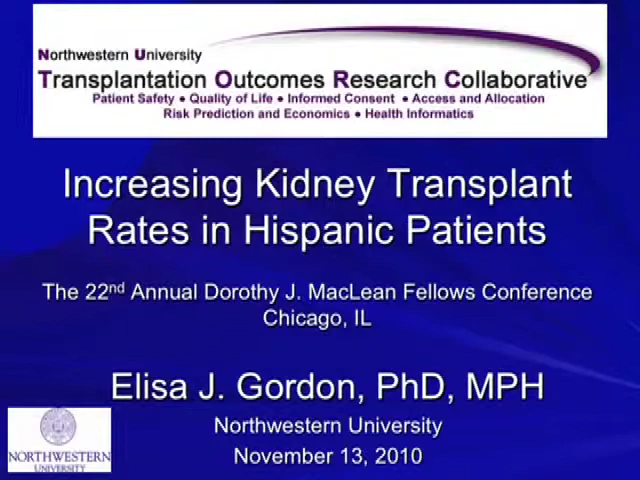 Northwestern University
Transplantation Outcomes Research Collaborative
Patient Safety ● Quality of Life ● Informed Consent ● Access and Allocation
Risk Prediction and Economics ● Health Informatics
Increasing Kidney Transplant
Rates in Hispanic Patients
The 22nd Annual Dorothy J. MacLean Fellows Conference
Chicago, IL
Elisa J. Gordon, PhD, MPH
Northwestern University
November 13, 2010
NORTHWESTERN
UNIVERSITY